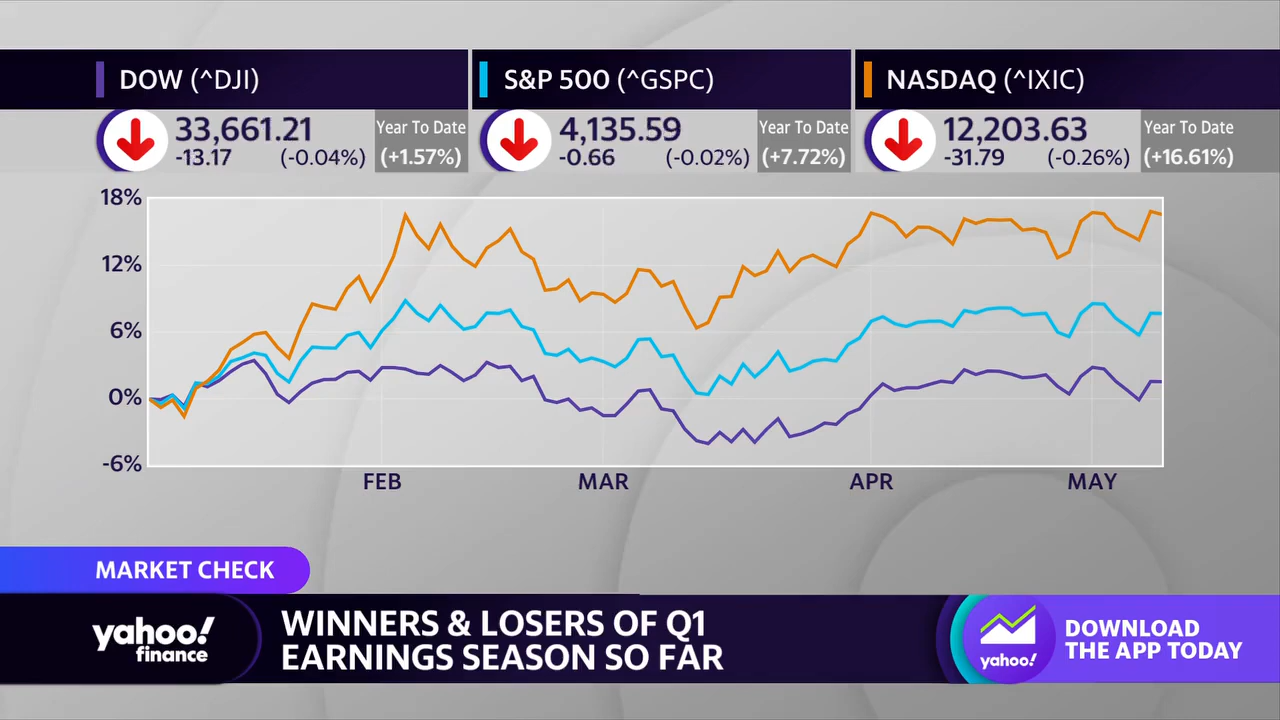 DOW (^DJI)
S&P 500 (^GSPC)
NASDAQ (^IXIC)
33,661.21
-13.17 (-0.04%)
Year To Date
(+1.57%)
4,135.59
-0.66 (-0.02%)
Year To Date
(+7.72%)
12,203.63
-31.79 (-0.26%)
Year To Date
(+16.61%)
18%
12%
6%
0%
-6%
FEB MAR APR MAY
MARKET CHECK
yahoo!
finance
WINNERS & LOSERS OF Q1
EARNINGS SEASON SO FAR
yahoo!
DOWNLOAD
THE APP TODAY